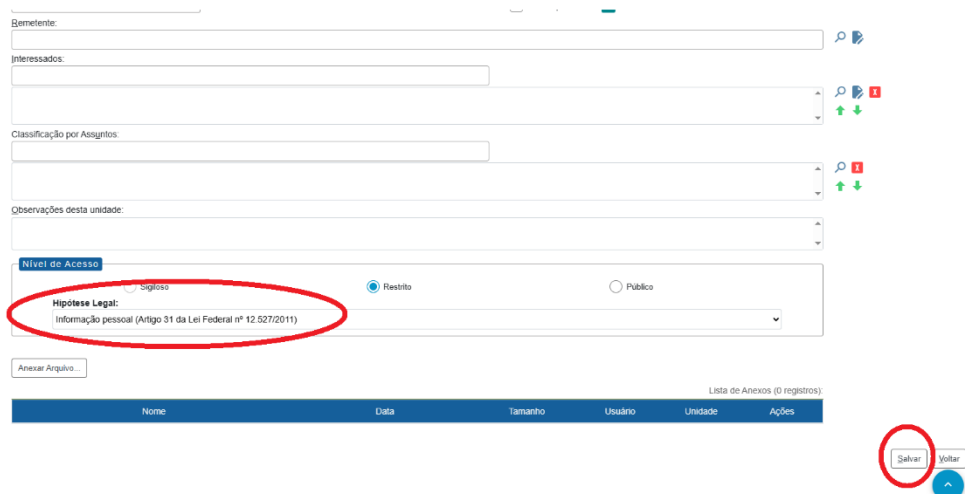 Remetente:
Interessados:
Classificação por Assuntos:
Observações desta unidade:
Nível de Acesso
Sigiloso
Restrito
Público
Hipótese Legal:
Informação pessoal (Artigo 31 da Lei Federal nº 12.527/2011)
Anexar Arquivo...
Lista de Anexos (0 registros):
Nome Data Tamanho Usuário Unidade Ações
Salvar Voltar